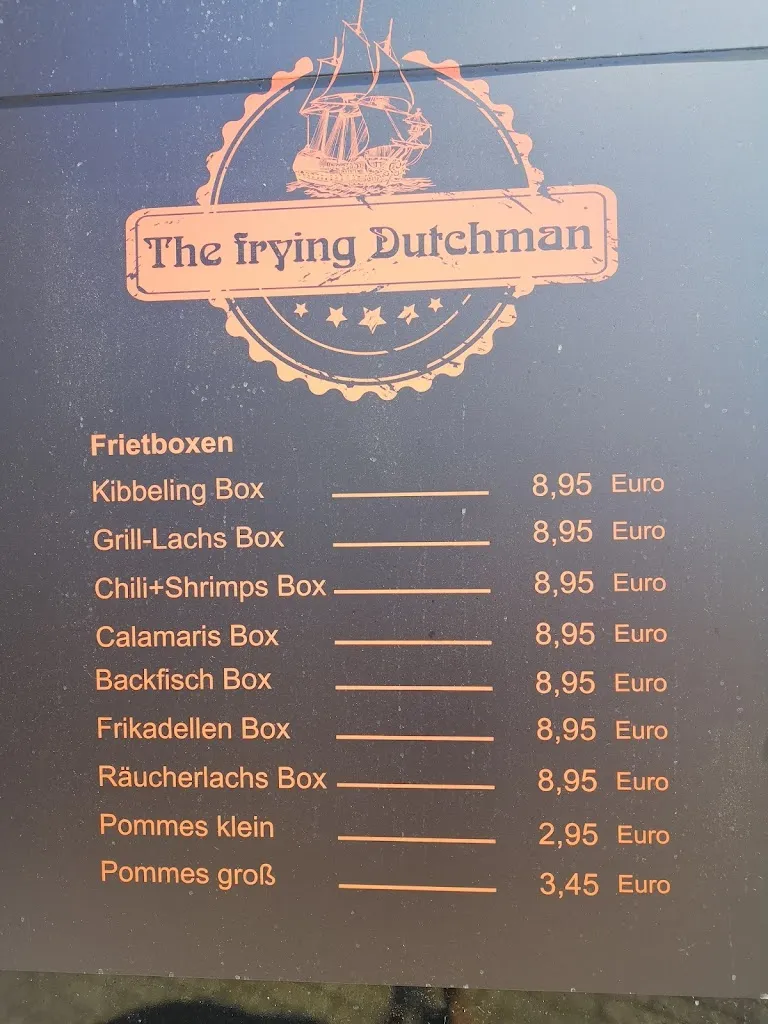 The frying Dutchman
Frietboxen
Kibbeling Box 8,95 Euro
Grill-Lachs Box 8,95 Euro
Chili+Shrimps Box 8,95 Euro
Calamaris Box 8,95 Euro
Backfisch Box 8,95 Euro
Frikadellen Box 8,95 Euro
Räucherlachs Box 8,95 Euro
Pommes klein 2,95 Euro
Pommes groß 3,45 Euro